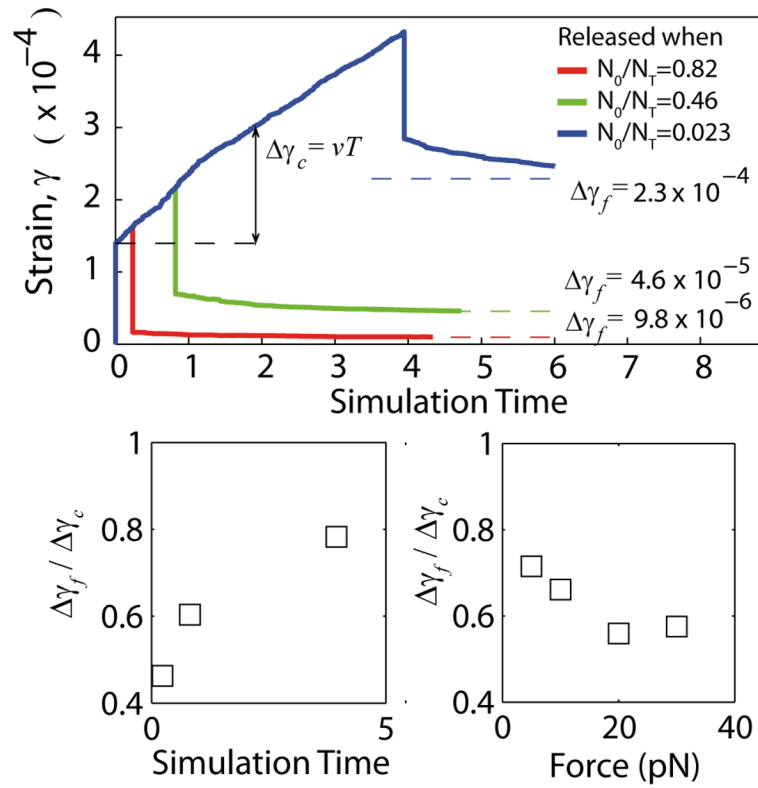 Released when
N₀/N_T=0.82
N₀/N_T=0.46
N₀/N_T=0.023
Strain, γ ( x 10⁻⁴)
4
3
2
1
0
Δγ_c = vT
Δγ_f = 2.3 x 10⁻⁴
Δγ_f = 4.6 x 10⁻⁵
Δγ_f = 9.8 x 10⁻⁶
0 1 2 3 4 5 6 7 8
Simulation Time
Δγ_f / Δγ_c
1
0.8
0.6
0.4
0 5
Simulation Time
Δγ_f / Δγ_c
1
0.8
0.6
0.4
0 20 40
Force (pN)